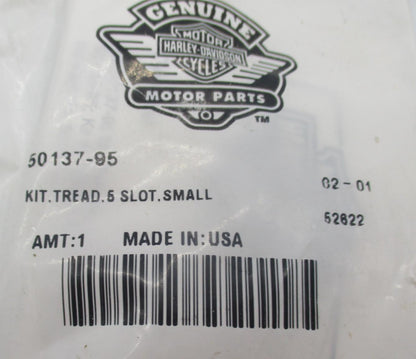 GENUINE
MOTOR
HARLEY-DAVIDSON
CYCLES
MOTOR PARTS
TM
50137-95
KIT.TREAD.5 SLOT.SMALL
02-01
52622
AMT:1 MADE IN:USA